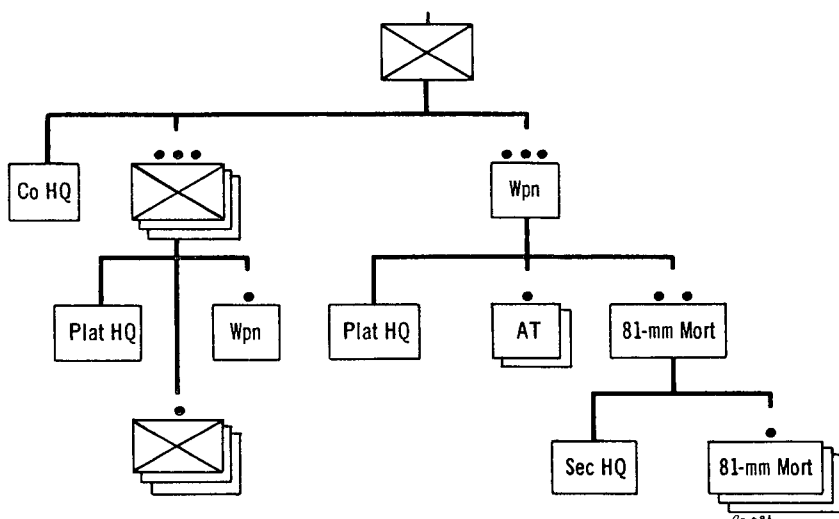 Co HQ
Wpn
Plat HQ
Wpn
Plat HQ
AT
81-mm Mort
Sec HQ
81-mm Mort